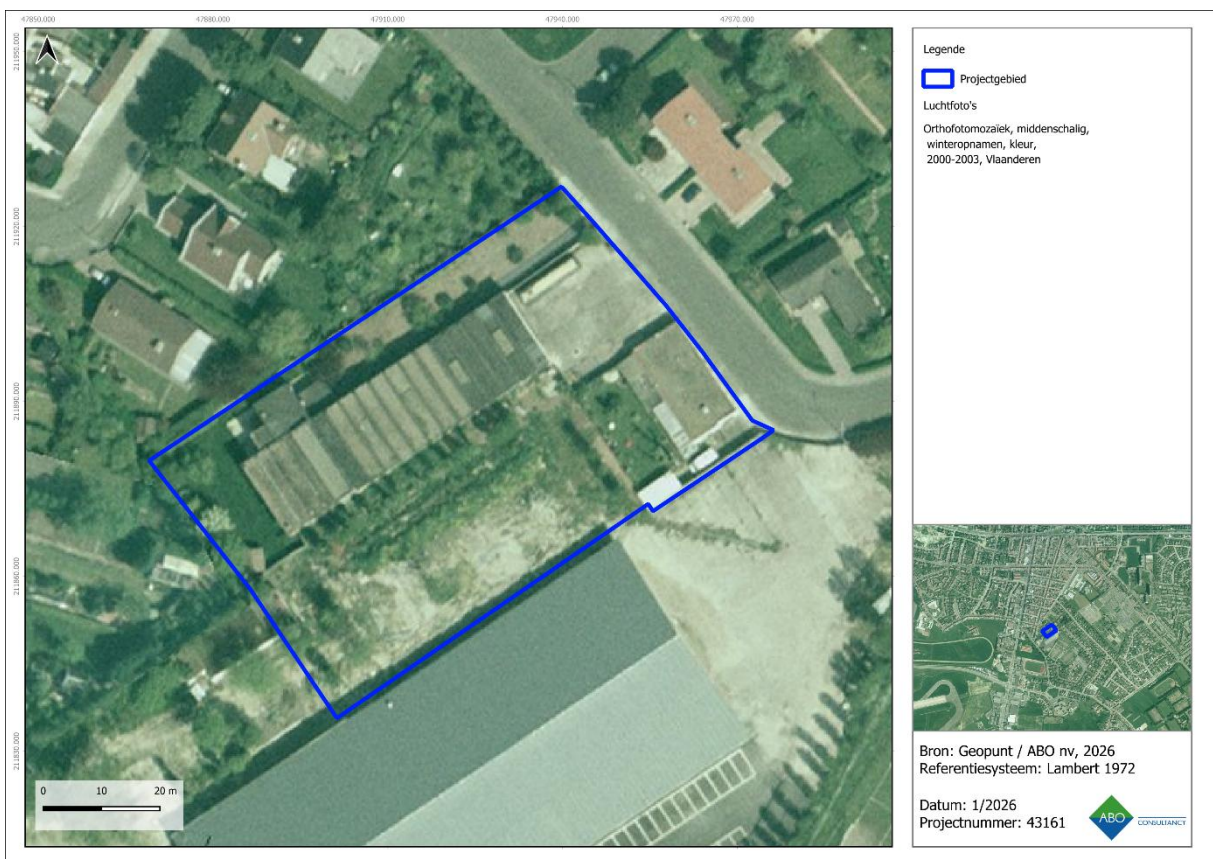 47850.000 47880.000 47910.000 47940.000 47970.000
211950.000
211920.000
211890.000
211860.000
211830.000
0 10 20 m
Legende
Projectgebied
Luchtfoto's
Orthofotomozaïek, middenschalig,
winteropnamen, kleur,
2000-2003, Vlaanderen
Bron: Geopunt / ABO nv, 2026
Referentiesysteem: Lambert 1972
Datum: 1/2026
Projectnummer: 43161
ABO CONSULTANCY